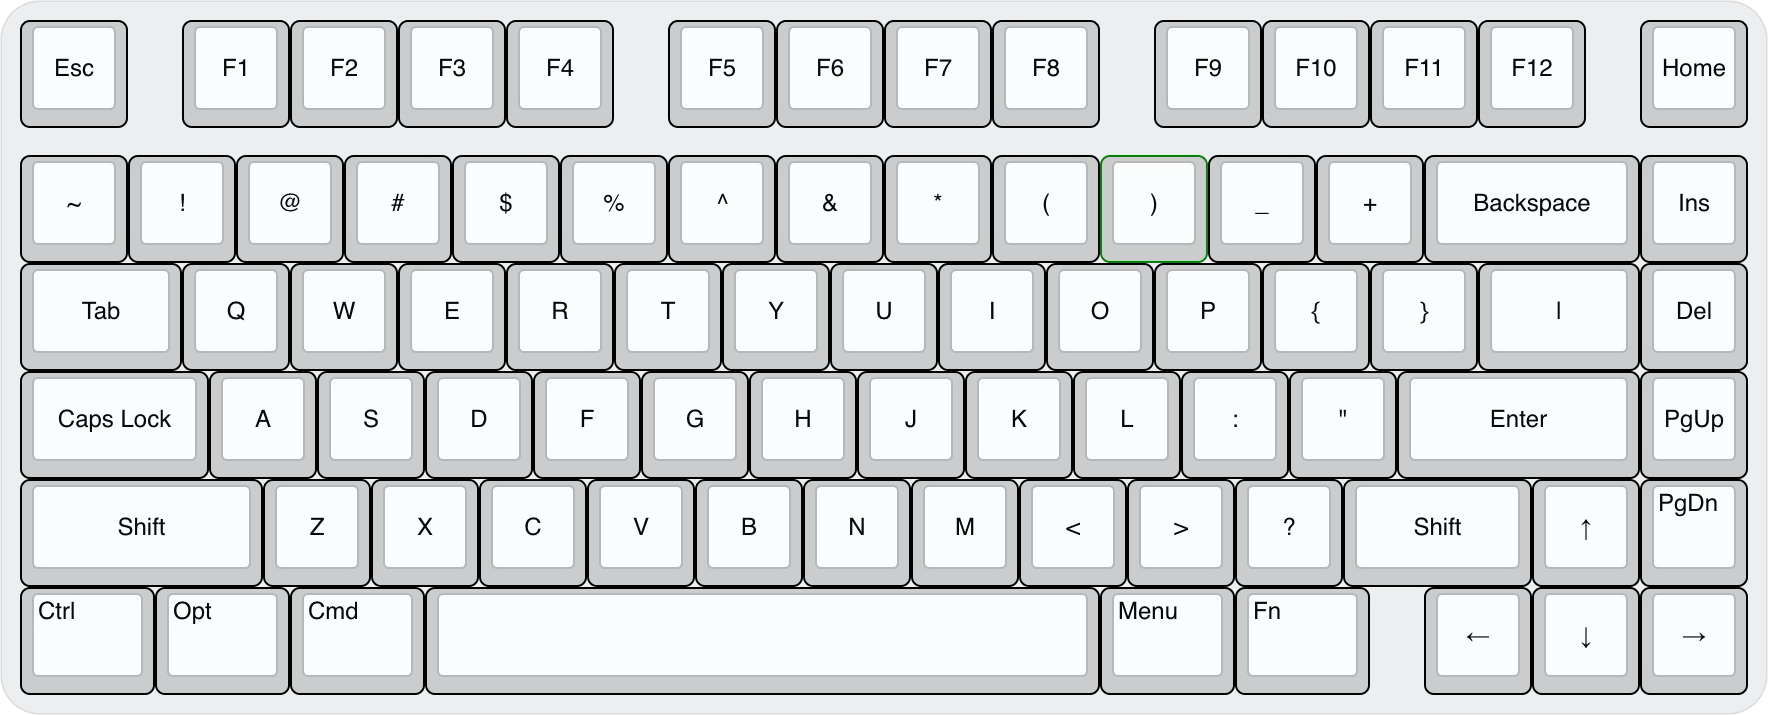 Esc F1 F2 F3 F4 F5 F6 F7 F8 F9 F10 F11 F12 Home
~ ! @ # $ % ^ & * ( ) _ + Backspace Ins
Tab Q W E R T Y U I O P { } | Del
Caps Lock A S D F G H J K L : " Enter PgUp
Shift Z X C V B N M < > ? Shift ↑ PgDn
Ctrl Opt Cmd Menu Fn ← ↓ →